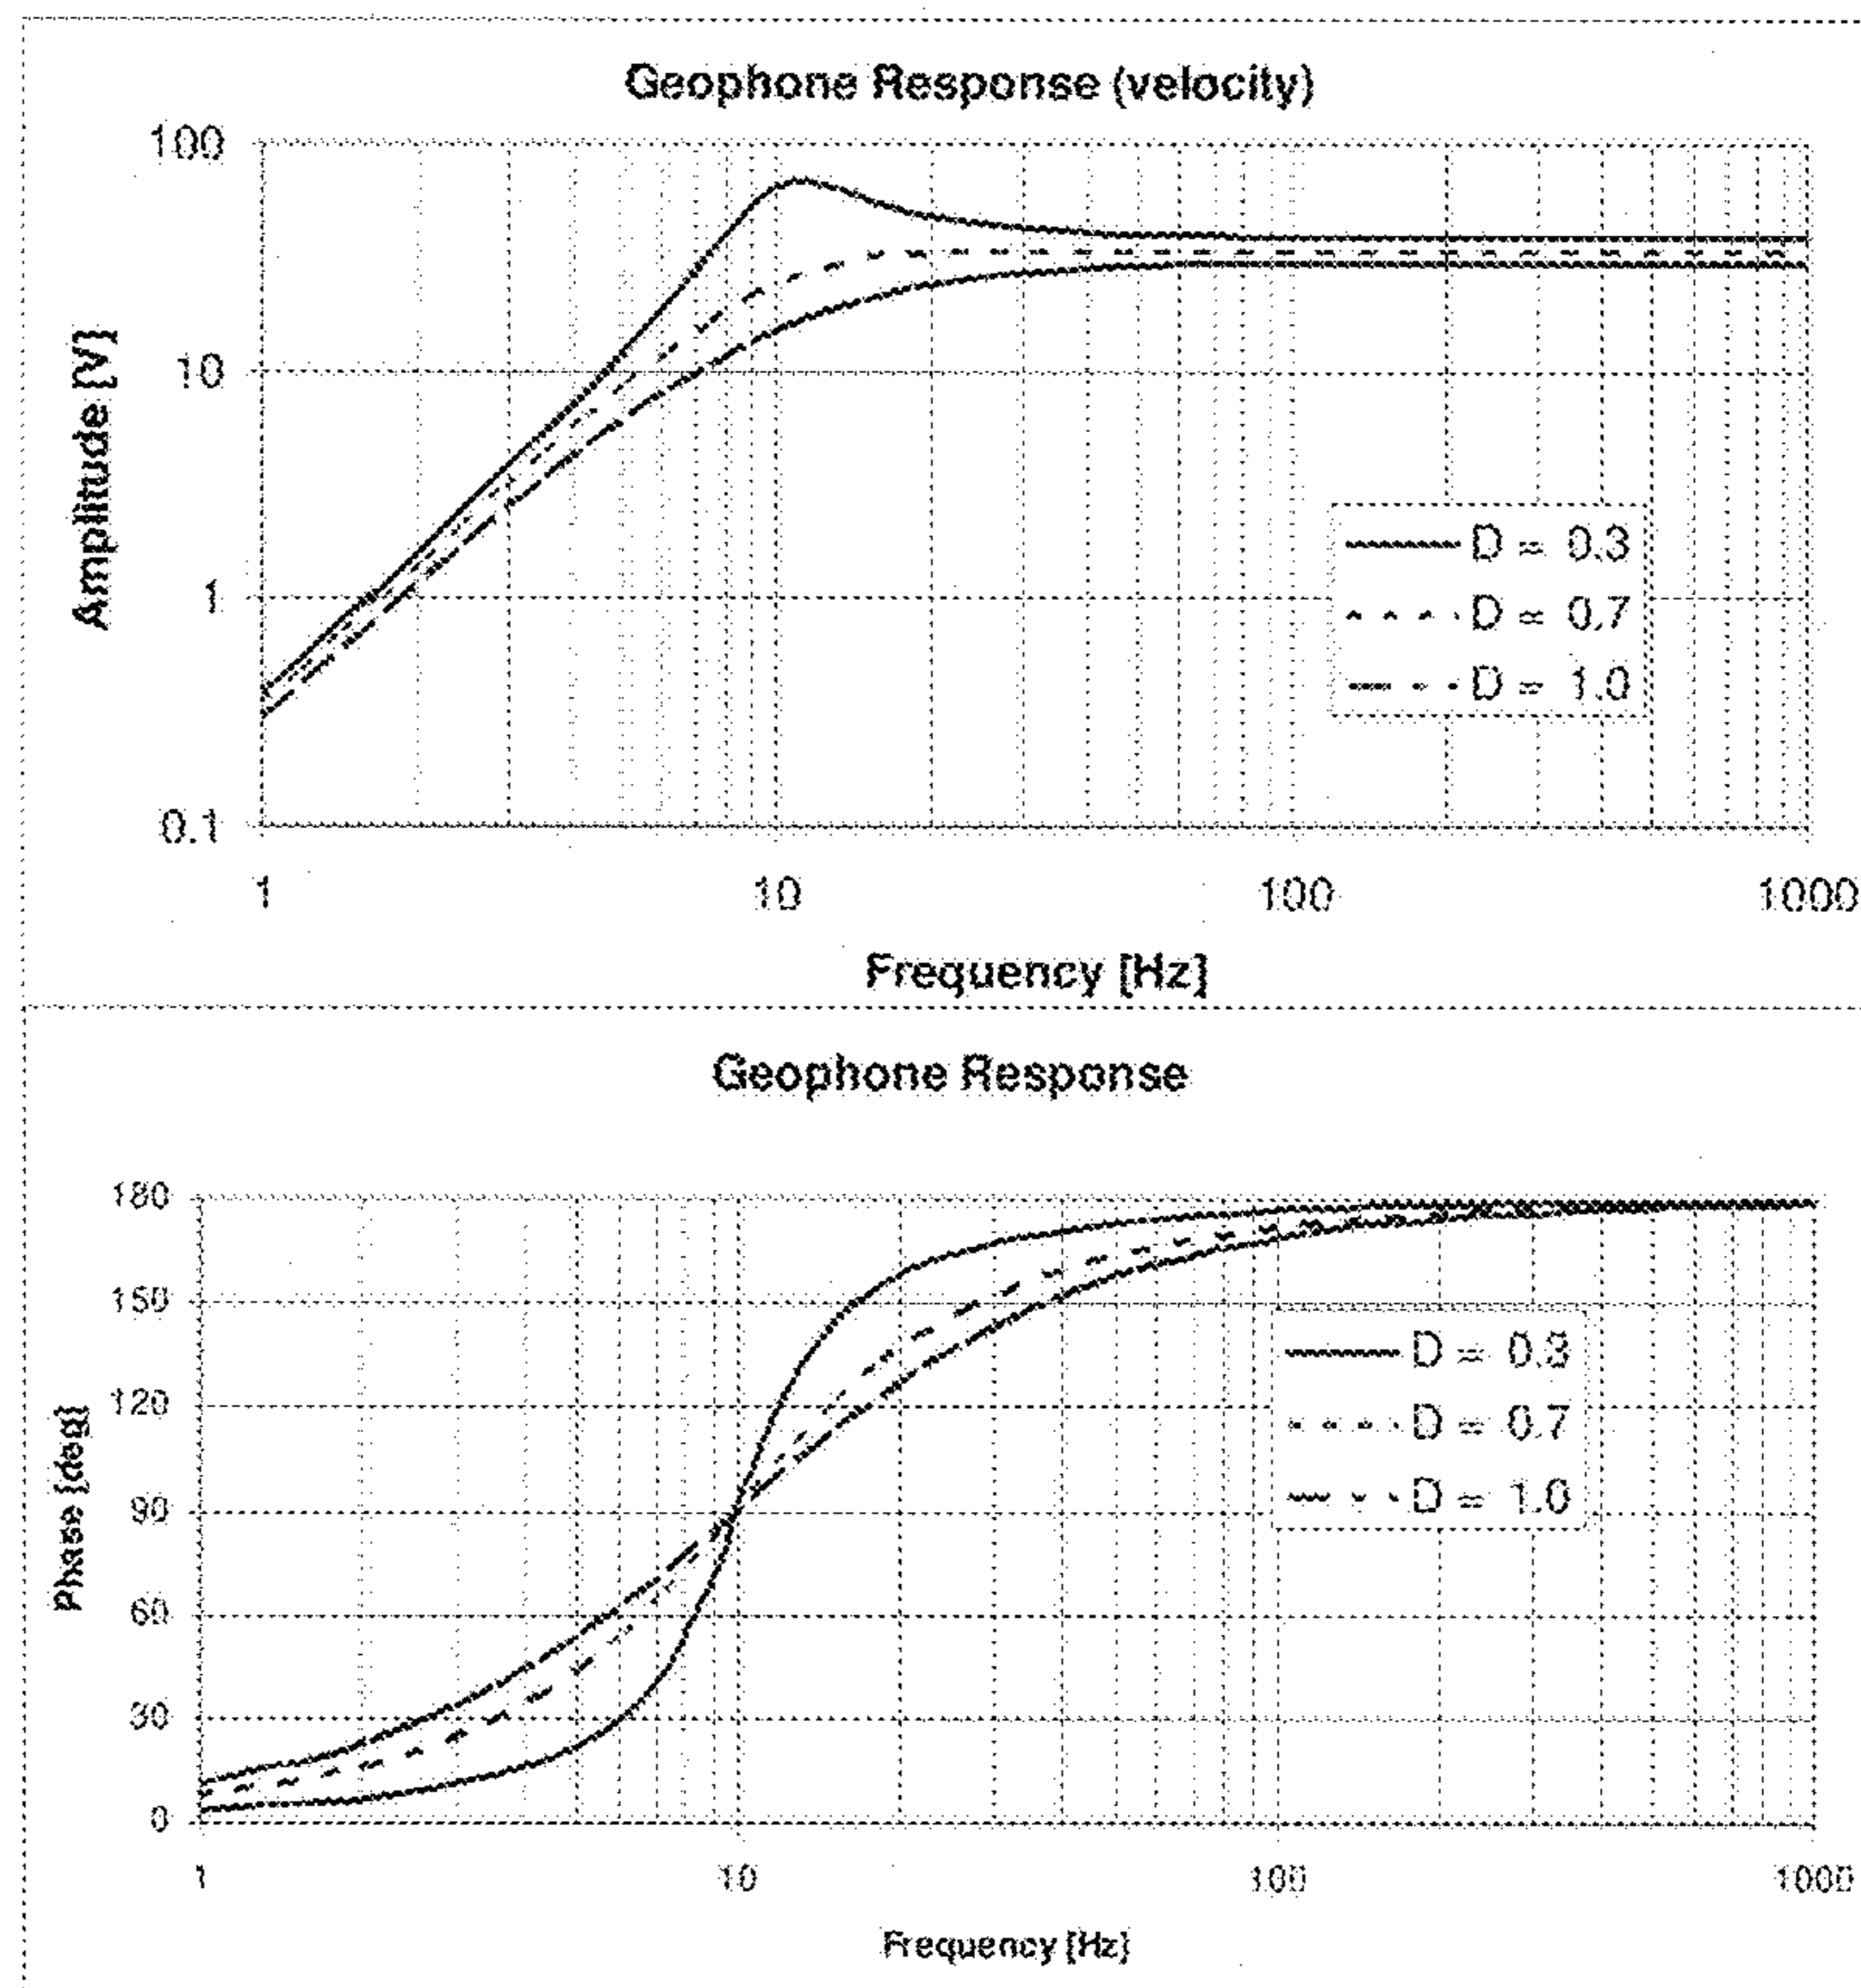 Geophone Response (velocity)
100
10
1
0.1
Amplitude [V]
D = 0.3
D = 0.7
D = 1.0
1 10 100 1000
Frequency [Hz]
Geophone Response
180
150
120
90
60
30
0
Phase [deg]
D = 0.3
D = 0.7
D = 1.0
1 10 100 1000
Frequency [Hz]